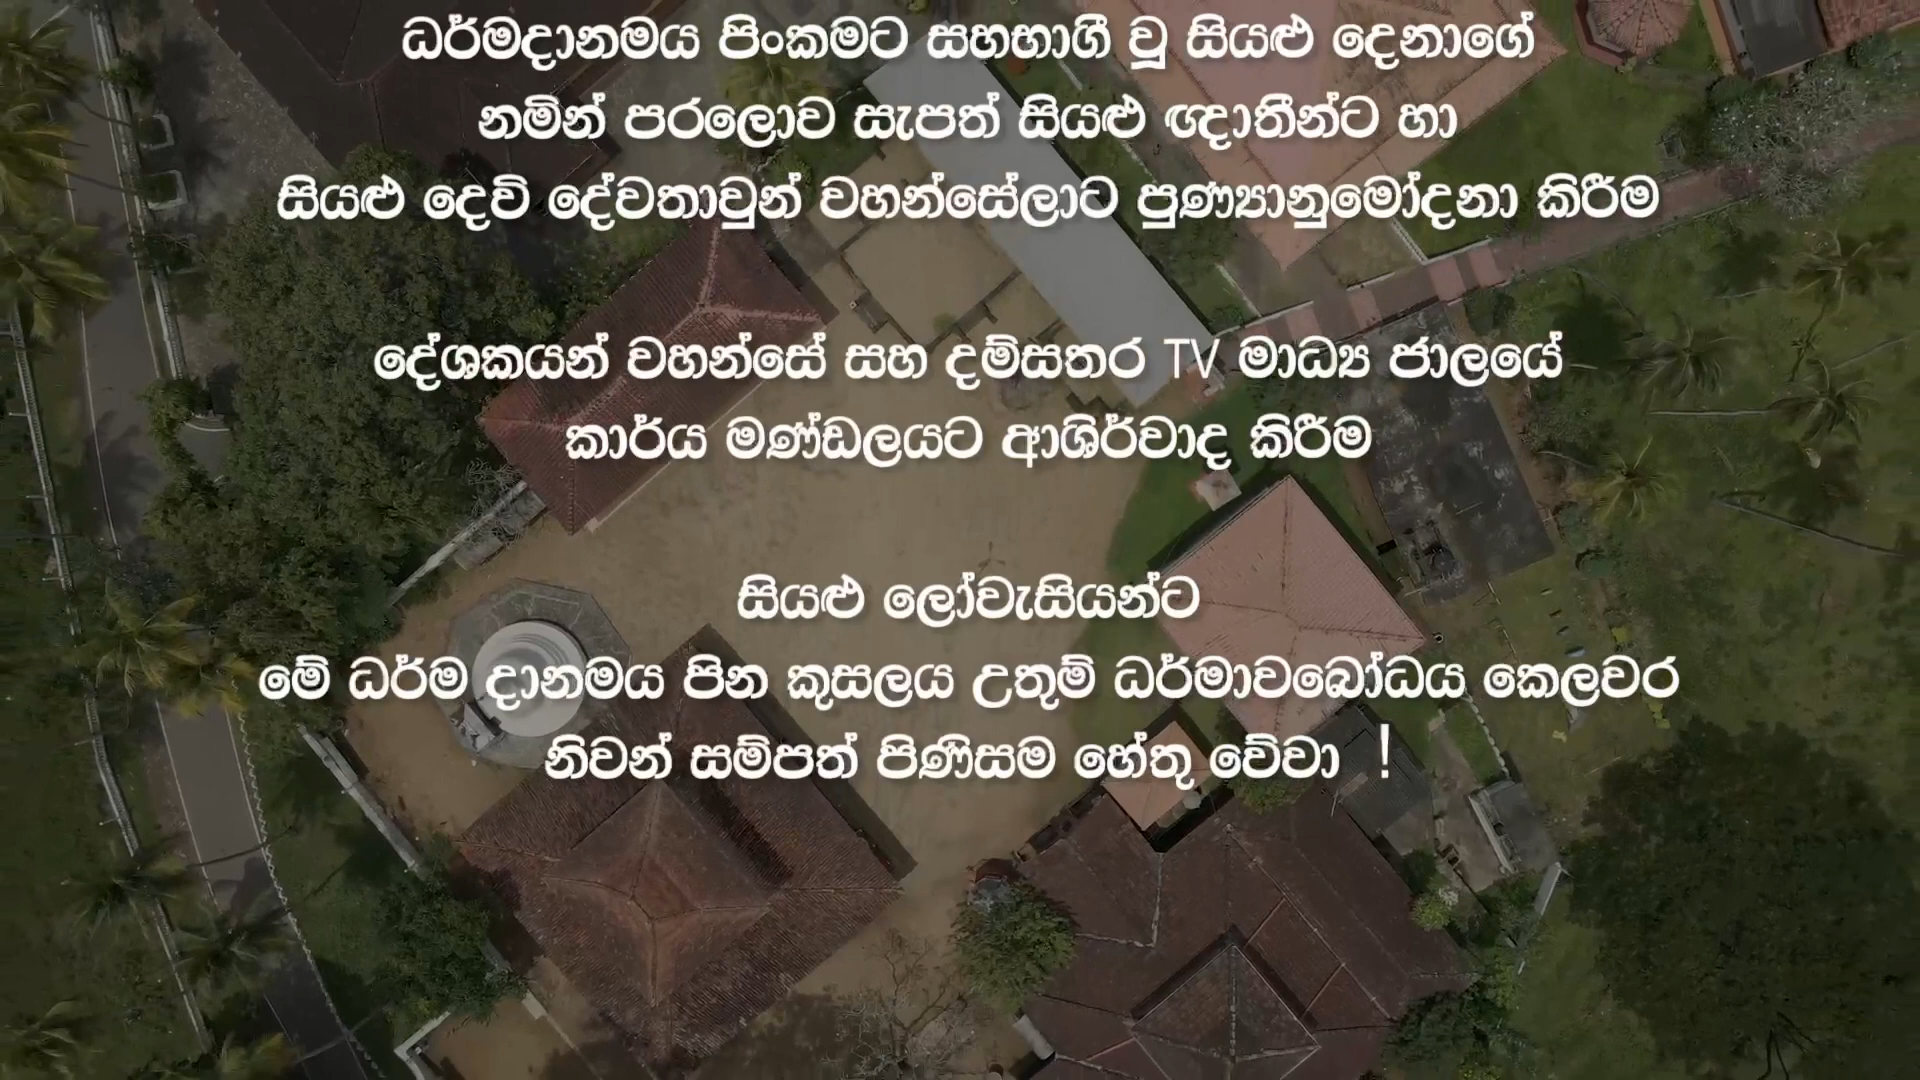 ධර්මදානමය පිංකමට සහභාගී වූ සියළු දෙනාගේ
නමින් පරලොව සැපත් සියළු ඥාතීන්ට හා
සියළු දෙවි දේවතාවුන් වහන්සේලාට පුණ්‍යානුමෝදනා කිරීම
දේශකයන් වහන්සේ සහ දම්සතර TV මාධ්‍ය ජාලයේ
කාර්ය මණ්ඩලයට ආශිර්වාද කිරීම
සියළු ලෝවැසියන්ට
මේ ධර්ම දානමය පින කුසලය උතුම් ධර්මාවබෝධය කෙලවර
නිවන් සම්පත් පිණිසම හේතු වේවා !